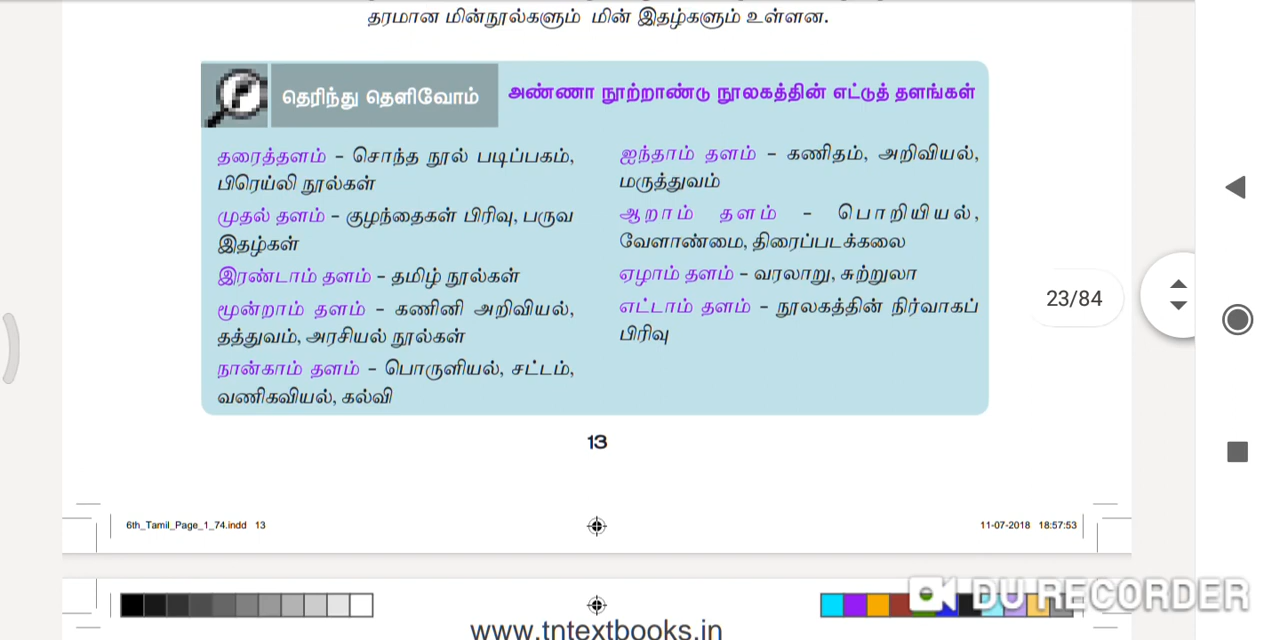 தரமான மின்நூல்களும் மின் இதழ்களும் உள்ளன.
தெரிந்து தெளிவோம்
அண்ணா நூற்றாண்டு நூலகத்தின் எட்டுத் தளங்கள்
தரைத்தளம் – சொந்த நூல் படிப்பகம்,
பிரெய்லி நூல்கள்
முதல் தளம் – குழந்தைகள் பிரிவு, பருவ
இதழ்கள்
இரண்டாம் தளம் – தமிழ் நூல்கள்
மூன்றாம் தளம் – கணினி அறிவியல்,
தத்துவம், அரசியல் நூல்கள்
நான்காம் தளம் – பொருளியல், சட்டம்,
வணிகவியல், கல்வி
ஐந்தாம் தளம் – கணிதம், அறிவியல்,
மருத்துவம்
ஆறாம் தளம் – பொறியியல்,
வேளாண்மை, திரைப்படக்கலை
ஏழாம் தளம் – வரலாறு, சுற்றுலா
எட்டாம் தளம் – நூலகத்தின் நிர்வாகப்
பிரிவு
23/84
13
6th_Tamil_Page_1_74.indd 13
11-07-2018 18:57:53
DU RECORDER
www.tntextbooks.in